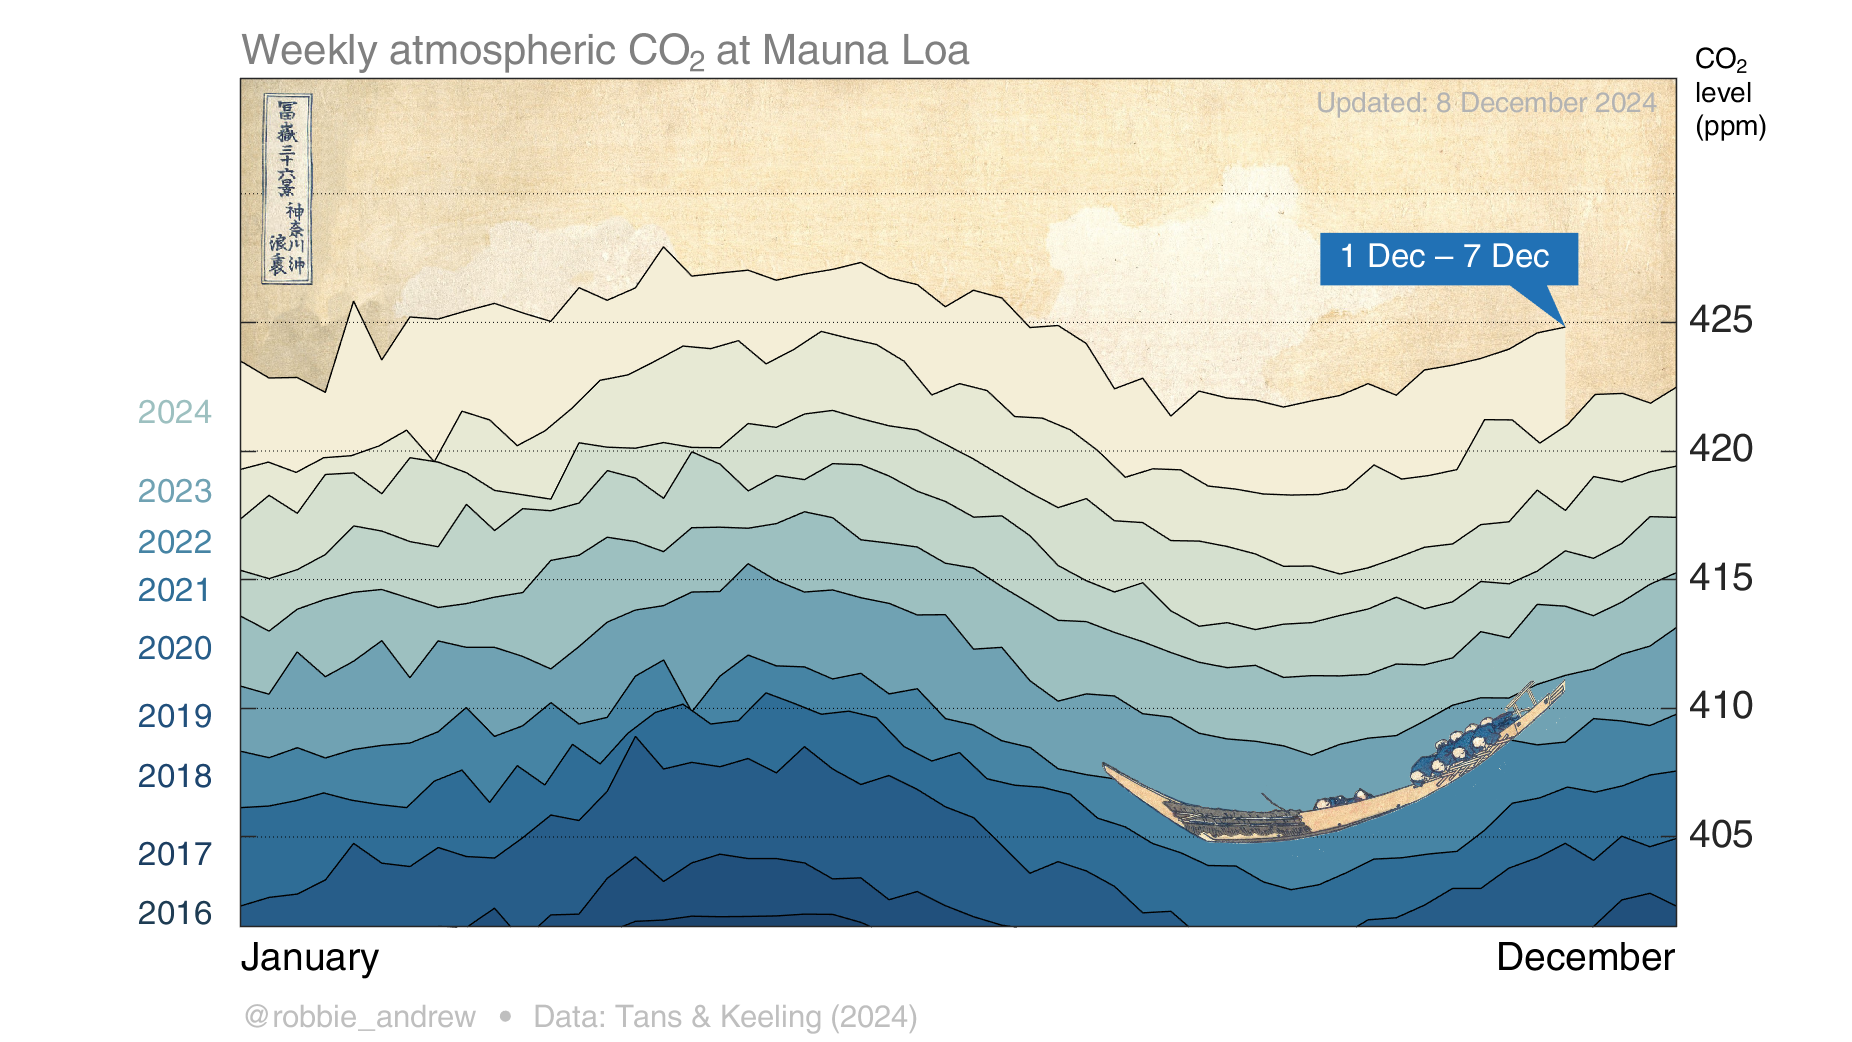 Weekly atmospheric CO₂ at Mauna Loa
CO₂
level
(ppm)
Updated: 8 December 2024
冨嶽三十六景
神奈川沖
浪裏
1 Dec – 7 Dec
425
420
415
410
405
2024
2023
2022
2021
2020
2019
2018
2017
2016
January
December
@robbie_andrew • Data: Tans & Keeling (2024)